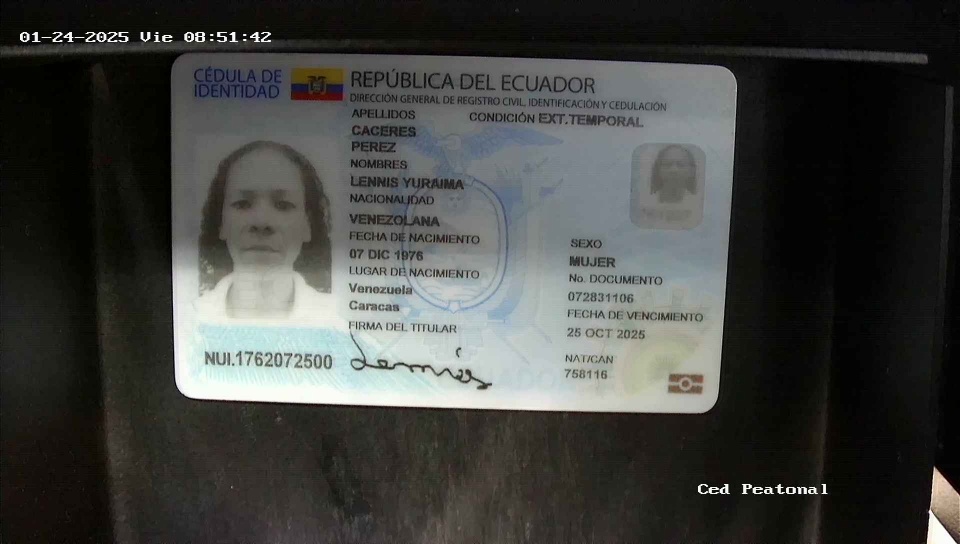 01-24-2025 Vie 08:51:42
CÉDULA DE
IDENTIDAD
REPÚBLICA DEL ECUADOR
DIRECCIÓN GENERAL DE REGISTRO CIVIL, IDENTIFICACIÓN Y CEDULACIÓN
APELLIDOS
CONDICIÓN EXT.TEMPORAL
CACERES
PEREZ
NOMBRES
LENNIS YURAIMA
NACIONALIDAD
VENEZOLANA
FECHA DE NACIMIENTO
07 DIC 1976
LUGAR DE NACIMIENTO
Venezuela
Caracas
FIRMA DEL TITULAR
Lennis
SEXO
MUJER
No. DOCUMENTO
072831106
FECHA DE VENCIMIENTO
25 OCT 2025
NAT/CAN
758116
NUI.1762072500
Ced Peatonal